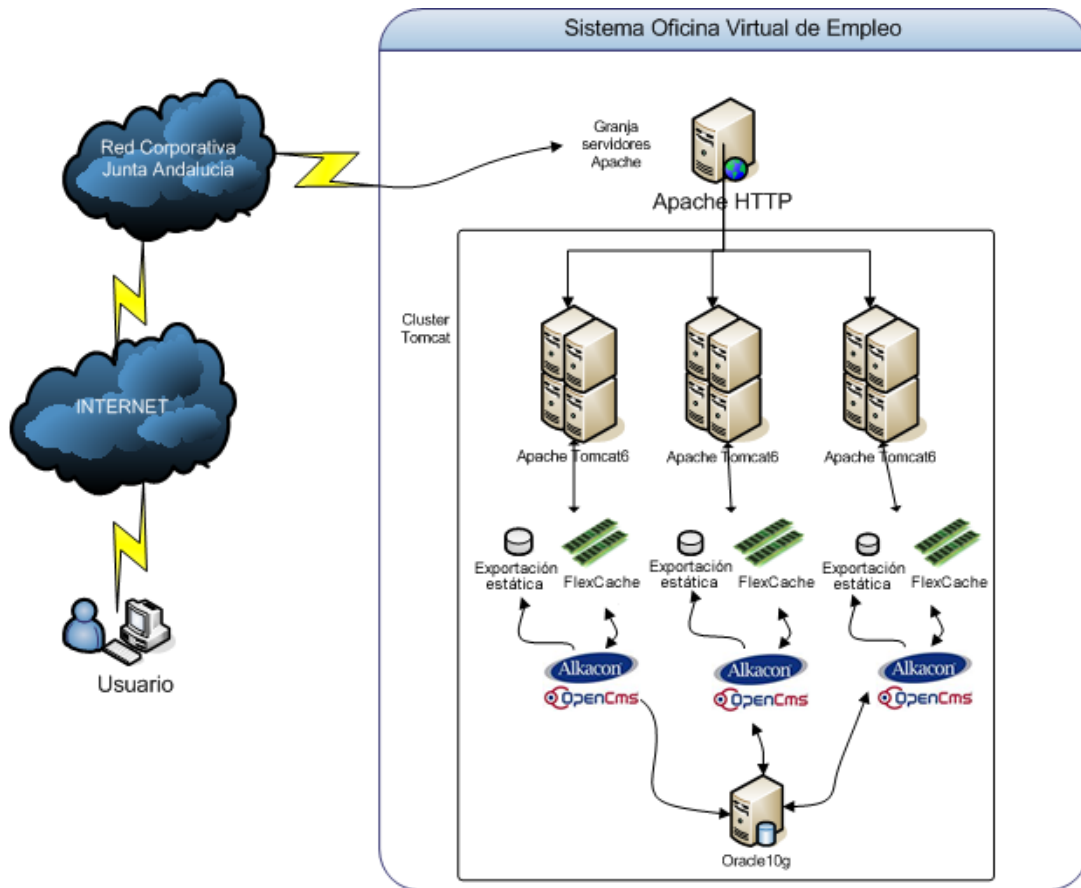 Sistema Oficina Virtual de Empleo
Red Corporativa
Junta Andalucia
Granja
servidores
Apache
Apache HTTP
Cluster
Tomcat
INTERNET
Apache Tomcat6
Apache Tomcat6
Apache Tomcat6
Exportación
estática
FlexCache
Exportación
estática
FlexCache
Exportación
estática
FlexCache
Usuario
Alkacon
OpenCms
Alkacon
OpenCms
Alkacon
OpenCms
Oracle10g